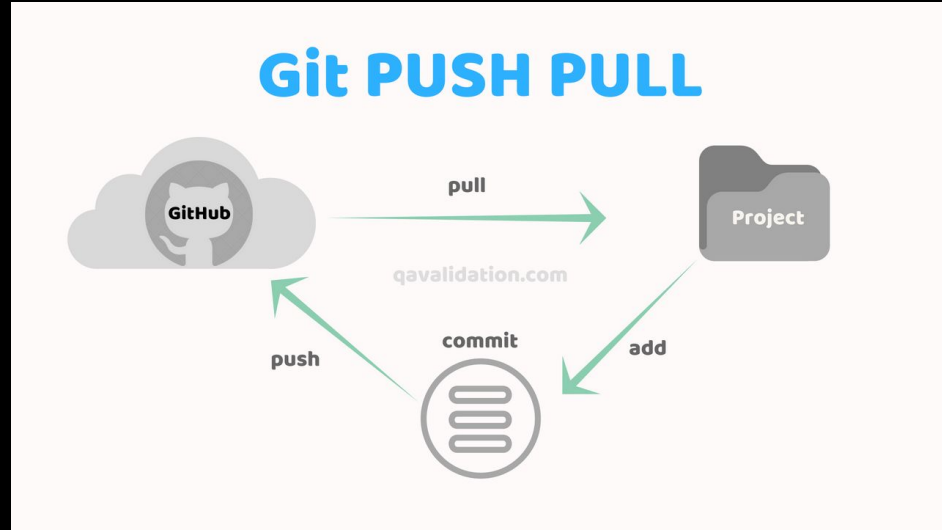 Git PUSH PULL
pull
GitHub
Project
qavalidation.com
commit
push
add